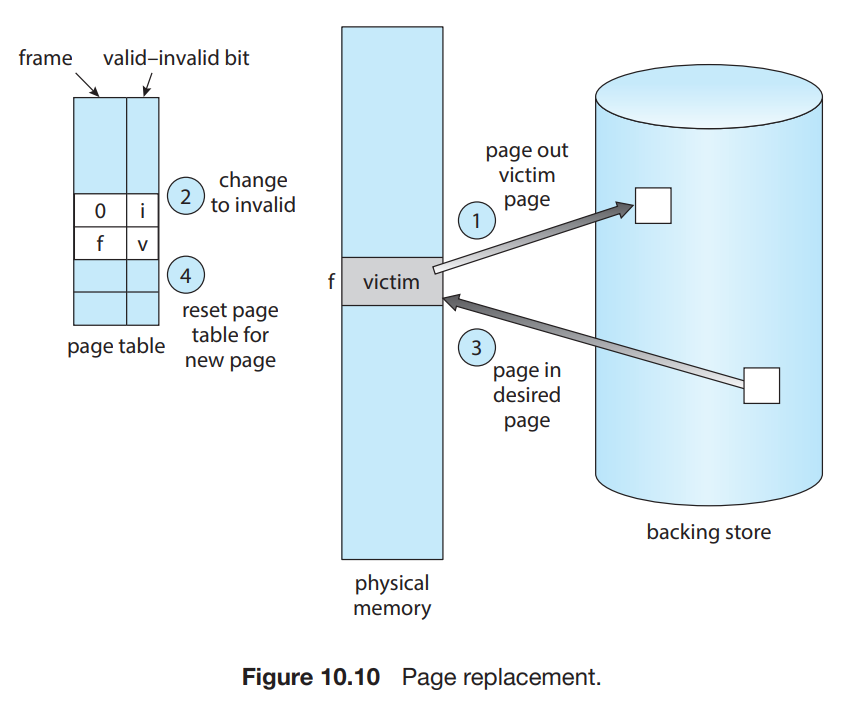 frame
valid–invalid bit
0 i
f v
page table
2
change
to invalid
4
reset page
table for
new page
f
victim
physical
memory
1
page out
victim
page
3
page in
desired
page
backing store
Figure 10.10 Page replacement.